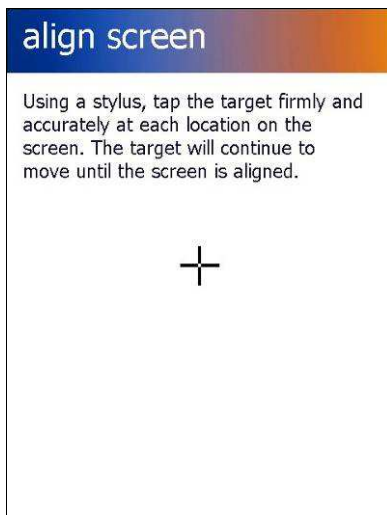 align screen
Using a stylus, tap the target firmly and
accurately at each location on the
screen. The target will continue to
move until the screen is aligned.